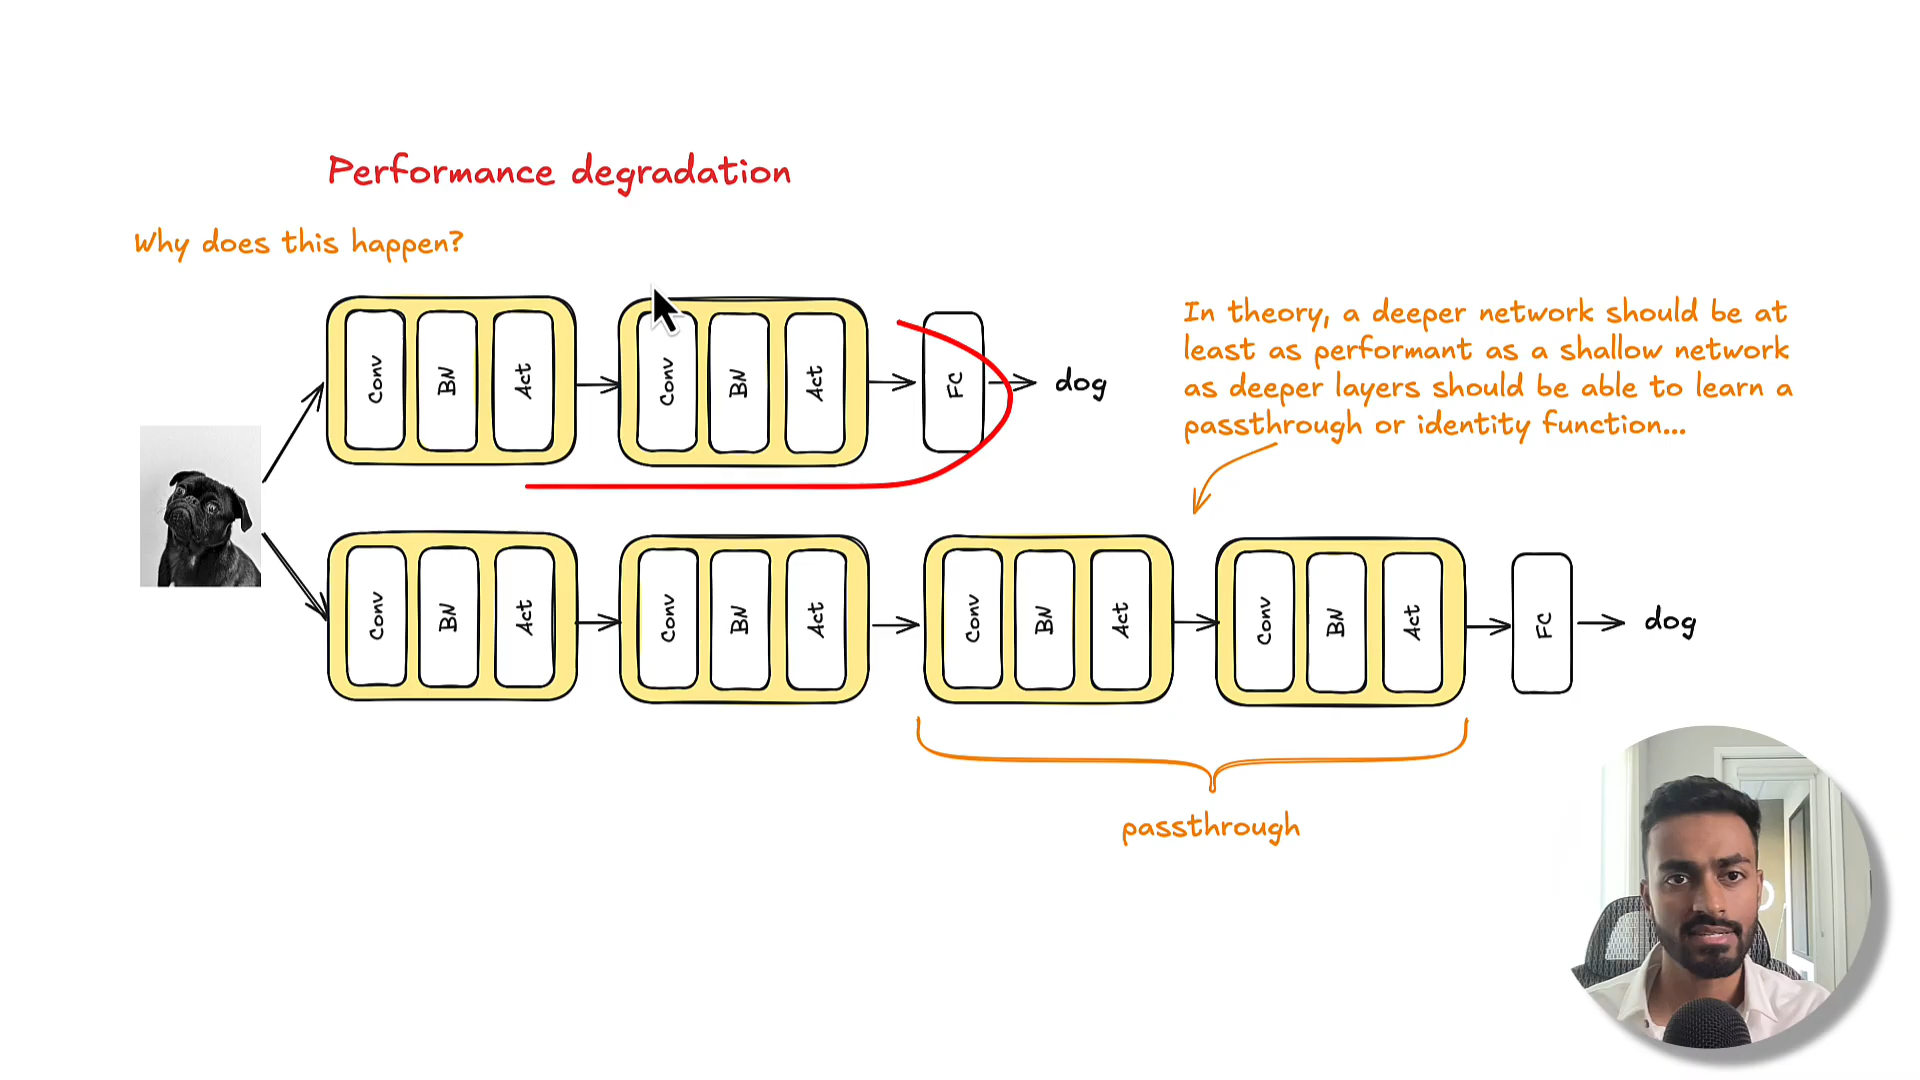 Performance degradation
Why does this happen?
Conv BN Act Conv BN Act FC dog
In theory, a deeper network should be at
least as performant as a shallow network
as deeper layers should be able to learn a
passthrough or identity function...
Conv BN Act Conv BN Act Conv BN Act Conv BN Act FC dog
passthrough